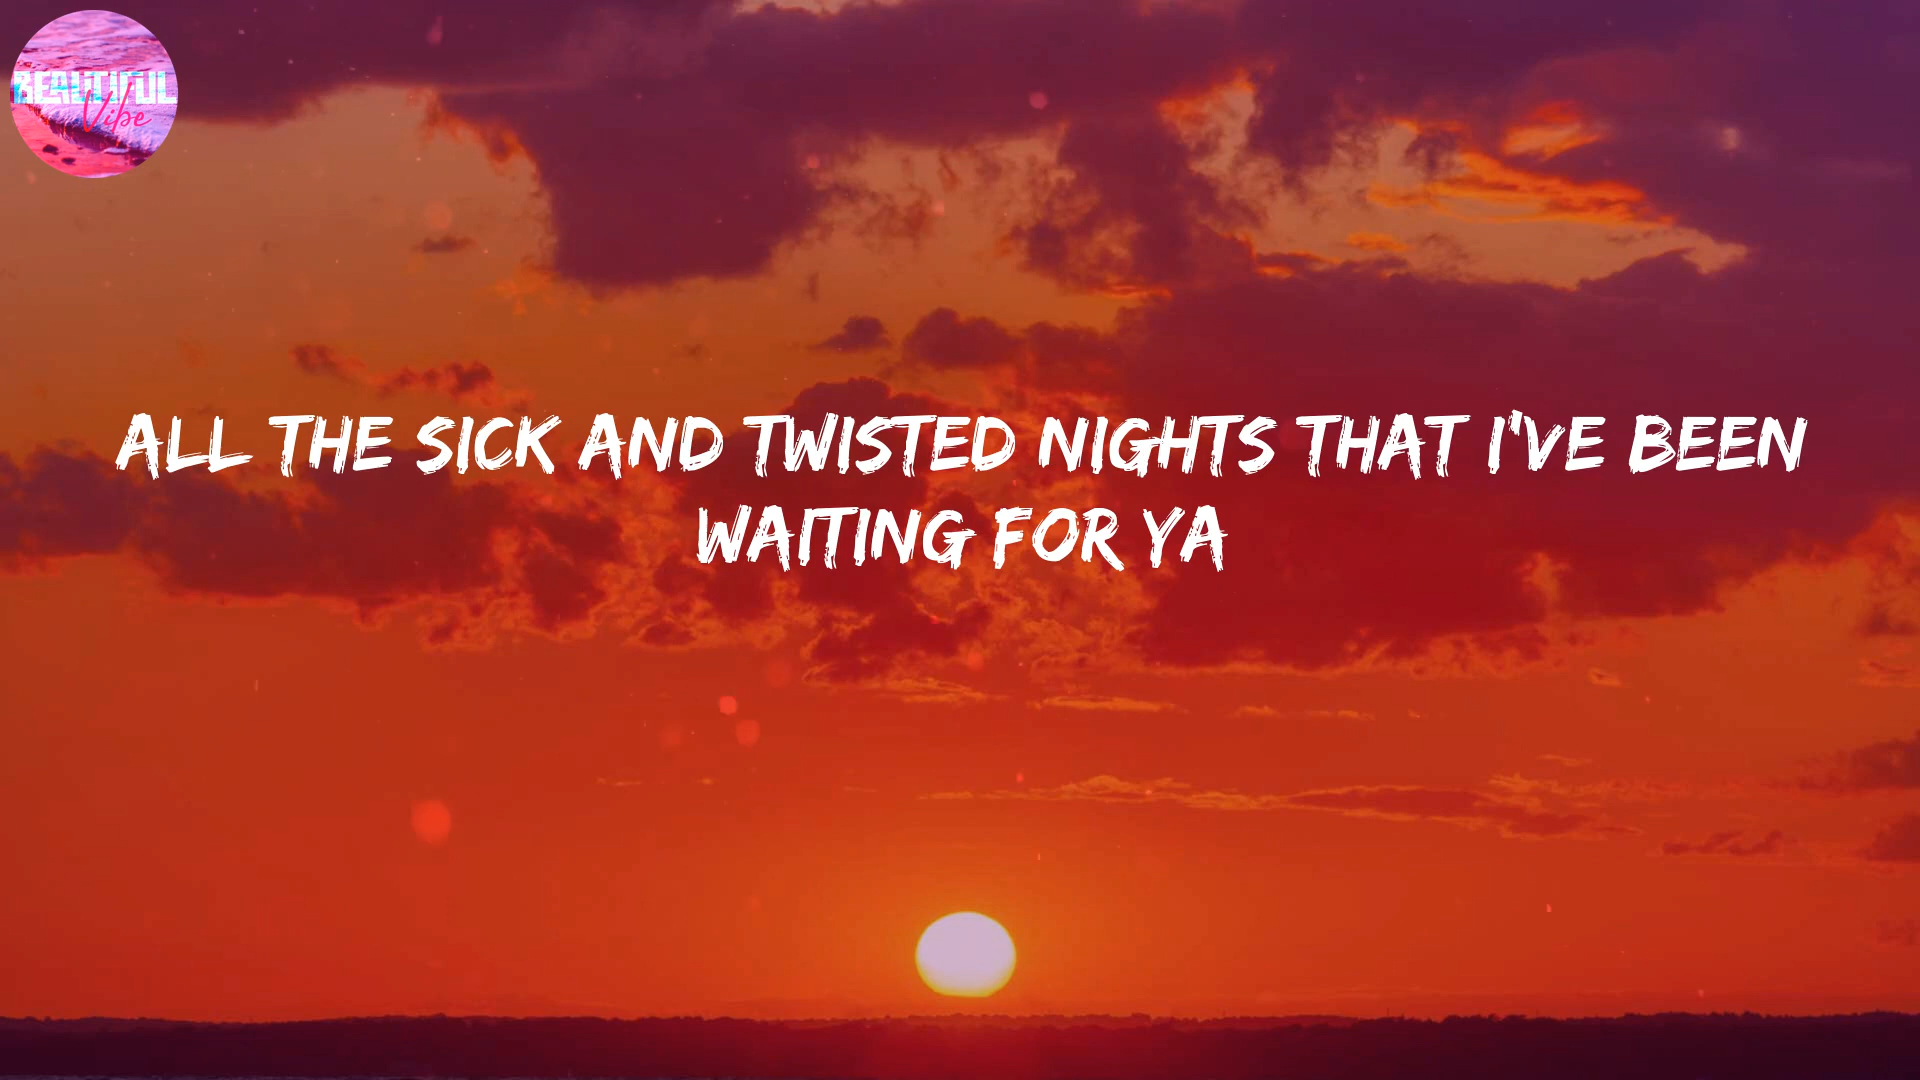 BEAUTIFUL
Vibe
ALL THE SICK AND TWISTED NIGHTS THAT I'VE BEEN
WAITING FOR YA